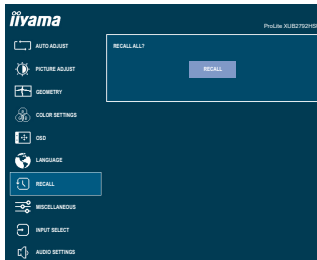 iiyama
ProLite XUB2792HS
AUTO ADJUST
RECALL ALL?
PICTURE ADJUST
RECALL
GEOMETRY
COLOR SETTINGS
OSD
LANGUAGE
RECALL
MISCELLANEOUS
INPUT SELECT
AUDIO SETTINGS